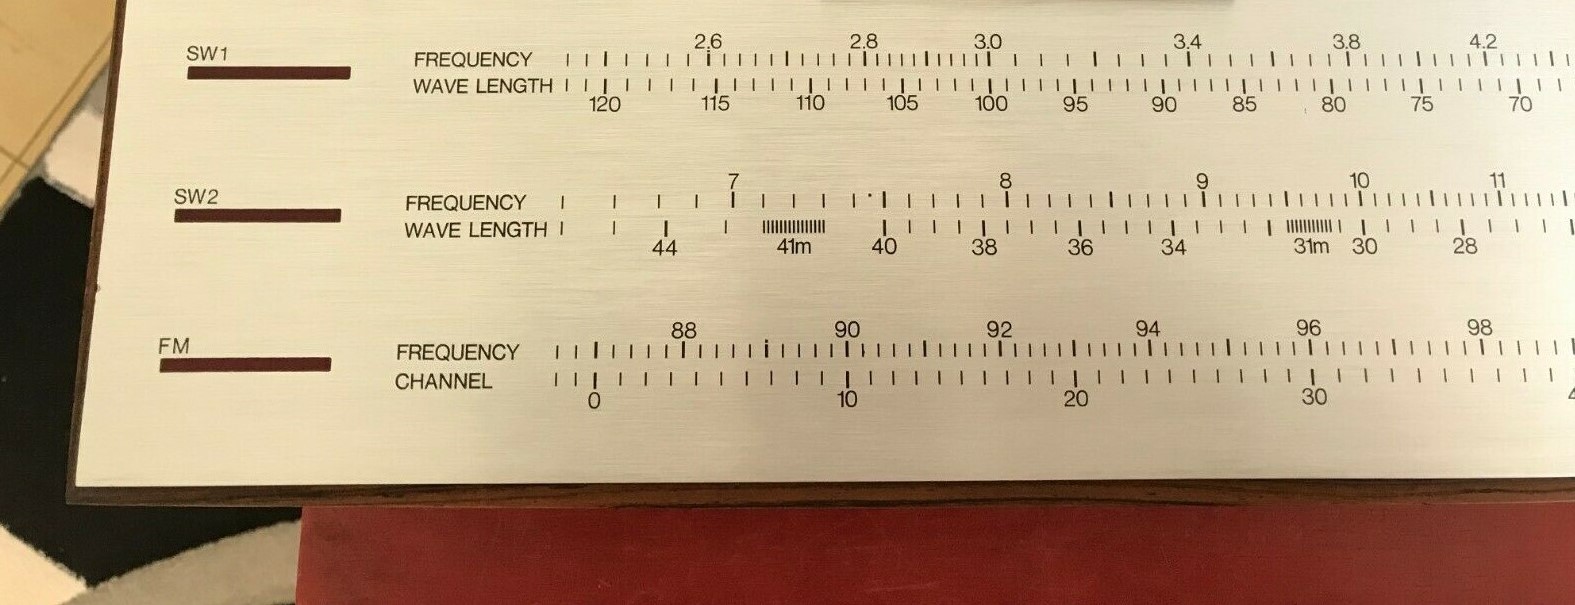 SW1
2.6 2.8 3.0 3.4 3.8 4.2
FREQUENCY
WAVE LENGTH
120 115 110 105 100 95 90 85 80 75 70
SW2
7 8 9 10 11
FREQUENCY
WAVE LENGTH
44 41m 40 38 36 34 31m 30 28
FM
88 90 92 94 96 98
FREQUENCY
CHANNEL
0 10 20 30